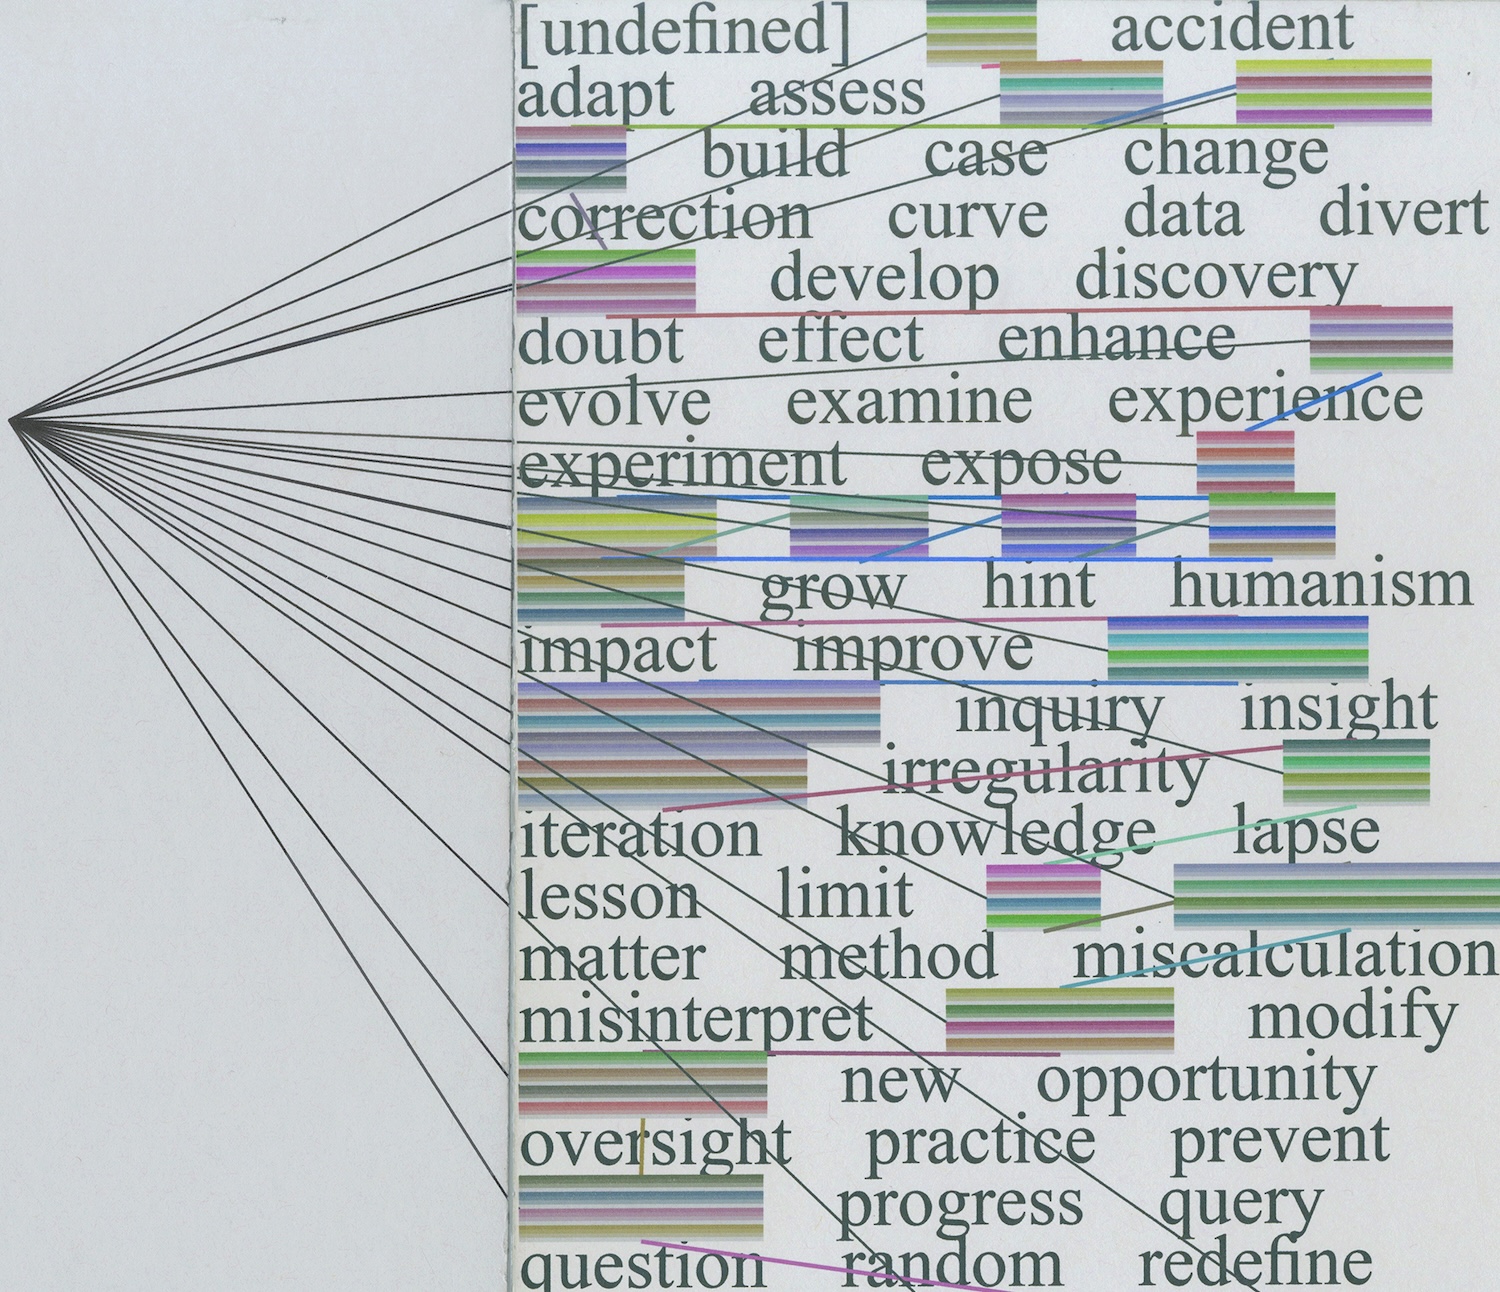 [undefined] accident
adapt assess
build case change
correction curve data divert
develop discovery
doubt effect enhance
evolve examine experience
experiment expose
grow hint humanism
impact improve
inquiry insight
irregularity
iteration knowledge lapse
lesson limit
matter method miscalculation
misinterpret modify
new opportunity
oversight practice prevent
progress query
question random redefine